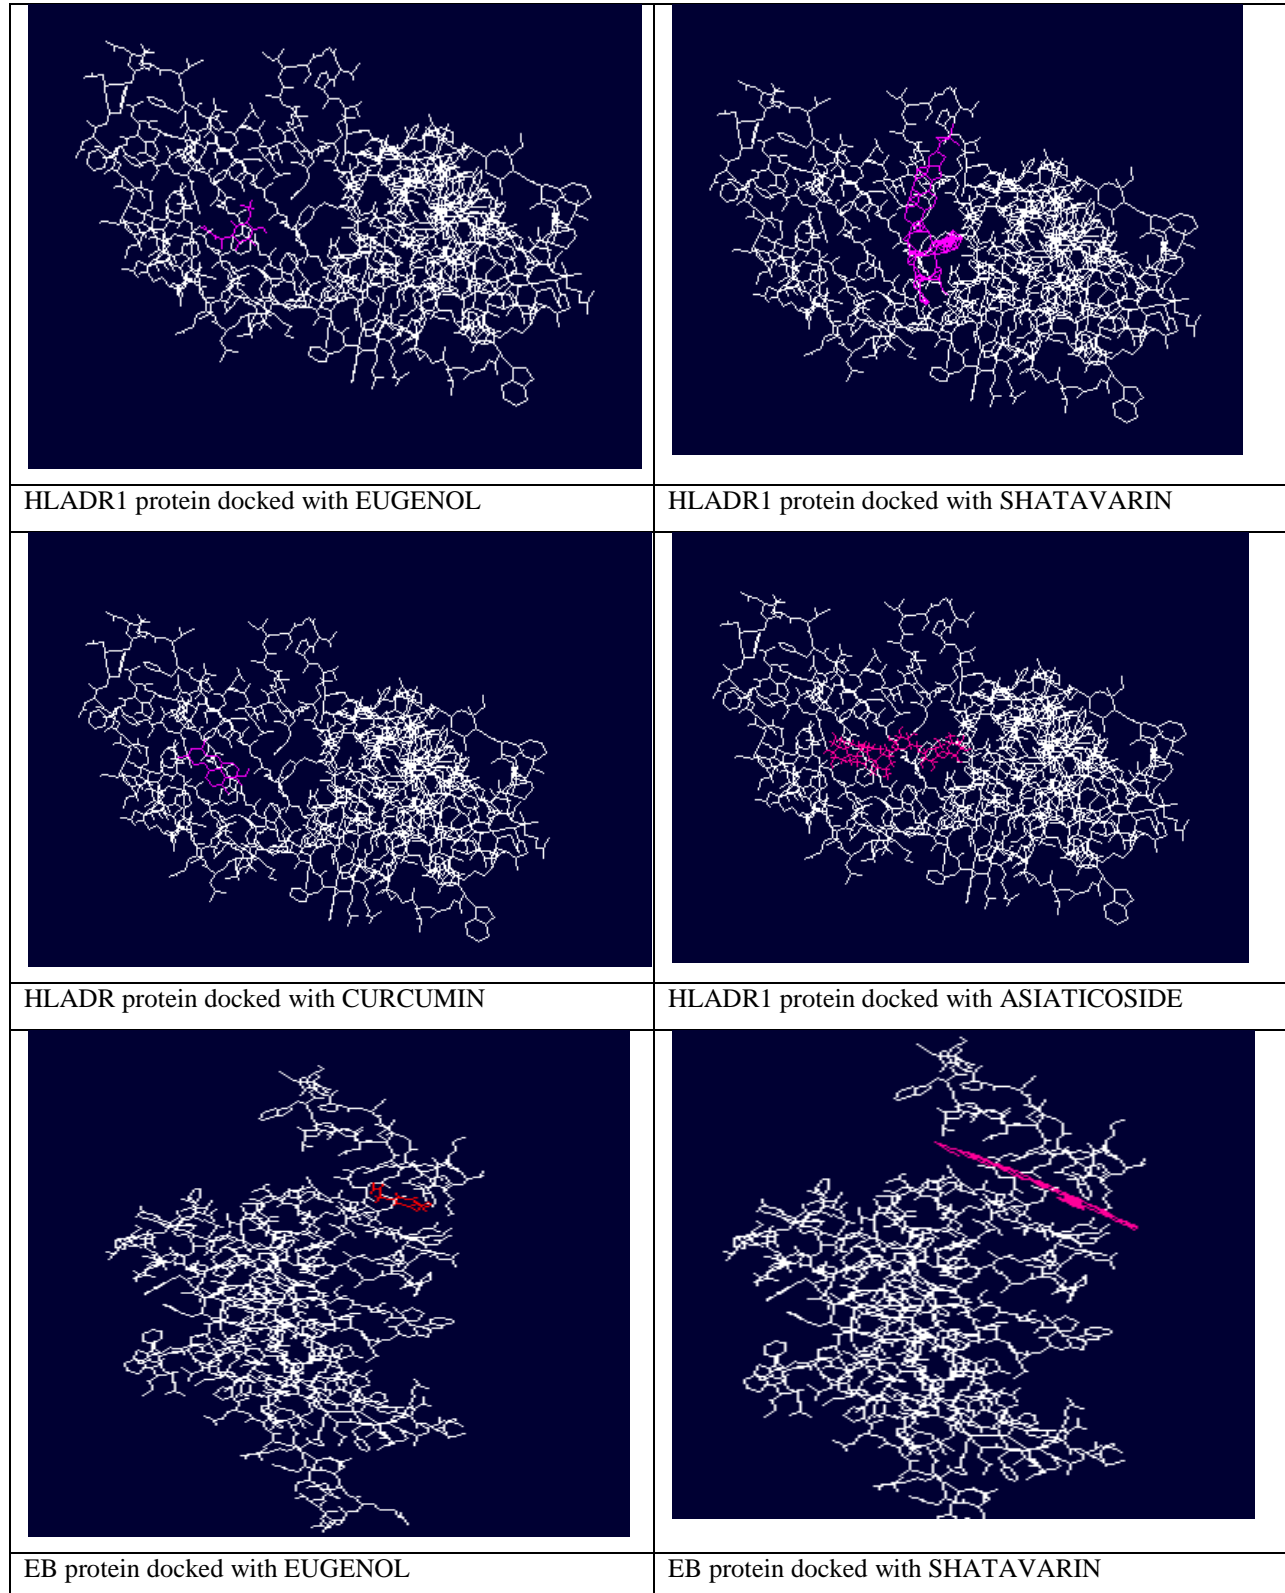 HLADR1 protein docked with EUGENOL
HLADR1 protein docked with SHATAVARIN
HLADR protein docked with CURCUMIN
HLADR1 protein docked with ASIATICOSIDE
EB protein docked with EUGENOL
EB protein docked with SHATAVARIN